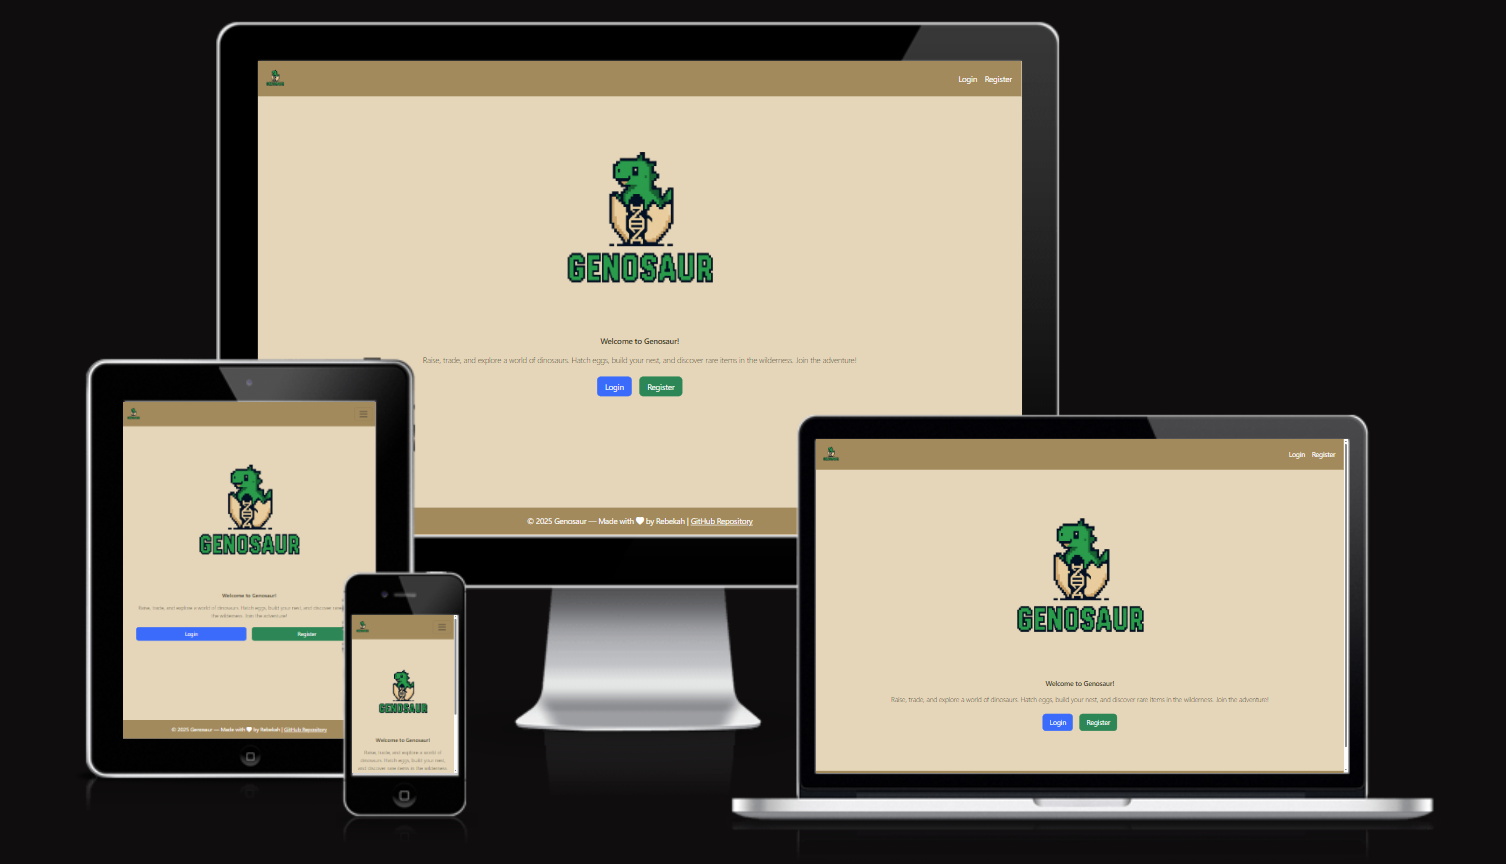 Login Register
GENOSAUR
Welcome to Genosaur!
Raise, trade, and explore a world of dinosaurs. Hatch eggs, build your nest, and discover rare items in the wilderness. Join the adventure!
Login Register
© 2025 Genosaur — Made with 🤍 by Rebekah | GitHub Repository
GENOSAUR
Welcome to Genosaur!
Raise, trade, and explore a world of dinosaurs. Hatch eggs, build your nest, and discover rare
the wilderness. Join the adventure!
Login Register
© 2025 Genosaur — Made with 🤍 by Rebekah | GitHub Repository
GENOSAUR
Welcome to Genosaur!
Raise, trade, and explore a world of
dinosaurs. Hatch eggs, build your nest,
and discover rare items in the wilderness.
Login Register
GENOSAUR
Welcome to Genosaur!
Raise, trade, and explore a world of dinosaurs. Hatch eggs, build your nest, and discover rare items in the wilderness. Join the adventure!
Login Register